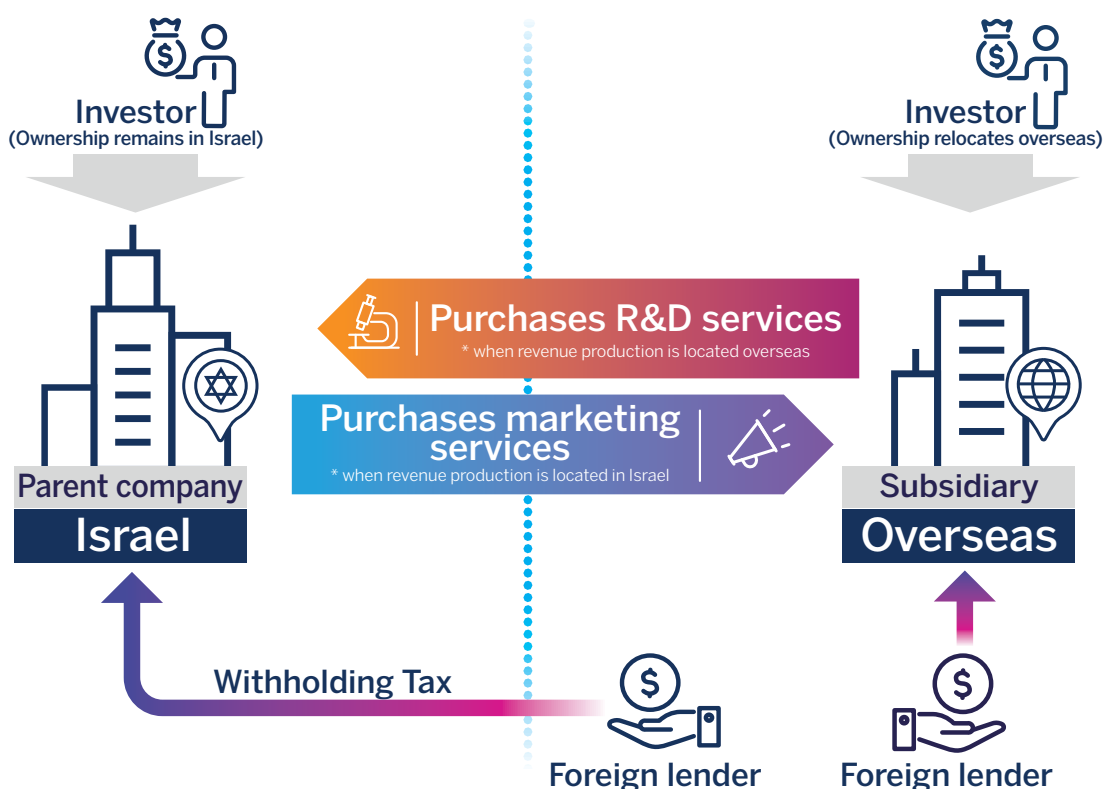 Investor
(Ownership remains in Israel)
Investor
(Ownership relocates overseas)
Purchases R&D services
* when revenue production is located overseas
Purchases marketing
services
* when revenue production is located in Israel
Parent company
Israel
Subsidiary
Overseas
Withholding Tax
Foreign lender
Foreign lender